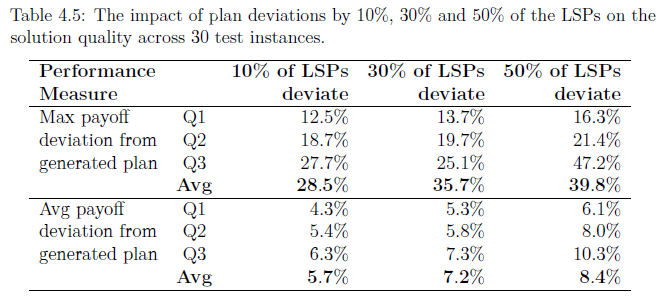 Table 4.5: The impact of plan deviations by 10%, 30% and 50% of the LSPs on the
solution quality across 30 test instances.
Performance 10% of LSPs 30% of LSPs 50% of LSPs
Measure deviate deviate deviate
Max payoff Q1 12.5% 13.7% 16.3%
deviation from Q2 18.7% 19.7% 21.4%
generated plan Q3 27.7% 25.1% 47.2%
Avg 28.5% 35.7% 39.8%
Avg payoff Q1 4.3% 5.3% 6.1%
deviation from Q2 5.4% 5.8% 8.0%
generated plan Q3 6.3% 7.3% 10.3%
Avg 5.7% 7.2% 8.4%